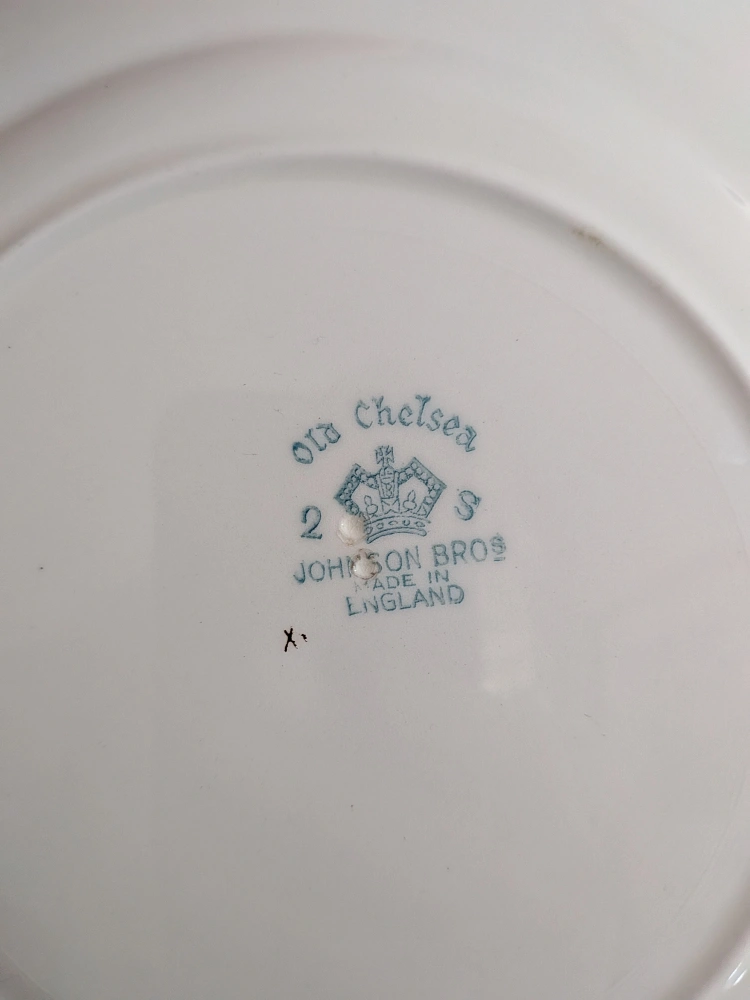 Old Chelsea
2 S
JOHNSON BROS
MADE IN
ENGLAND
X